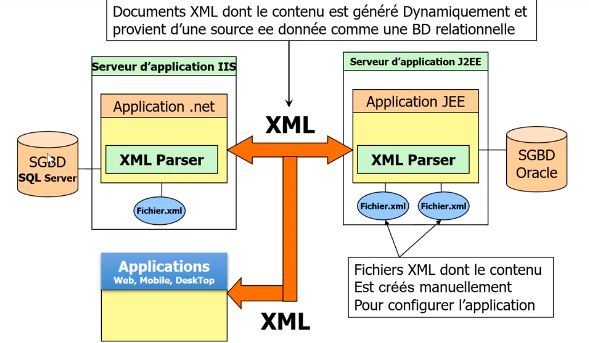 Documents XML dont le contenu est généré Dynamiquement et
provient d'une source ee donnée comme une BD relationnelle
Serveur d'application IIS
Serveur d'application J2EE
Application .net
Application JEE
XML
XML Parser
XML Parser
SGBD
SQL Server
SGBD
Oracle
Fichier.xml
Fichier.xml
Fichier.xml
Applications
Web, Mobile, DeskTop
XML
Fichiers XML dont le contenu
Est créés manuellement
Pour configurer l'application